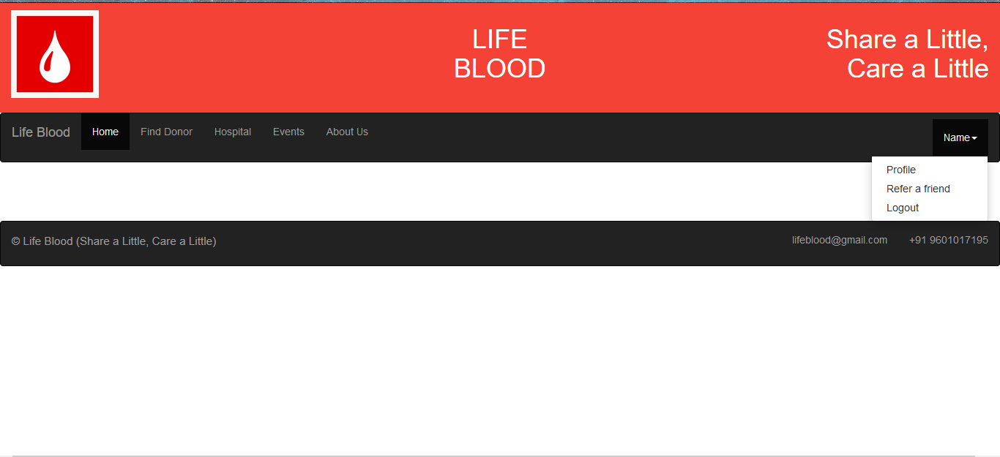 LIFE
BLOOD
Share a Little,
Care a Little
Life Blood Home Find Donor Hospital Events About Us Name
Profile
Refer a friend
Logout
© Life Blood (Share a Little, Care a Little) lifeblood@gmail.com +91 9601017195